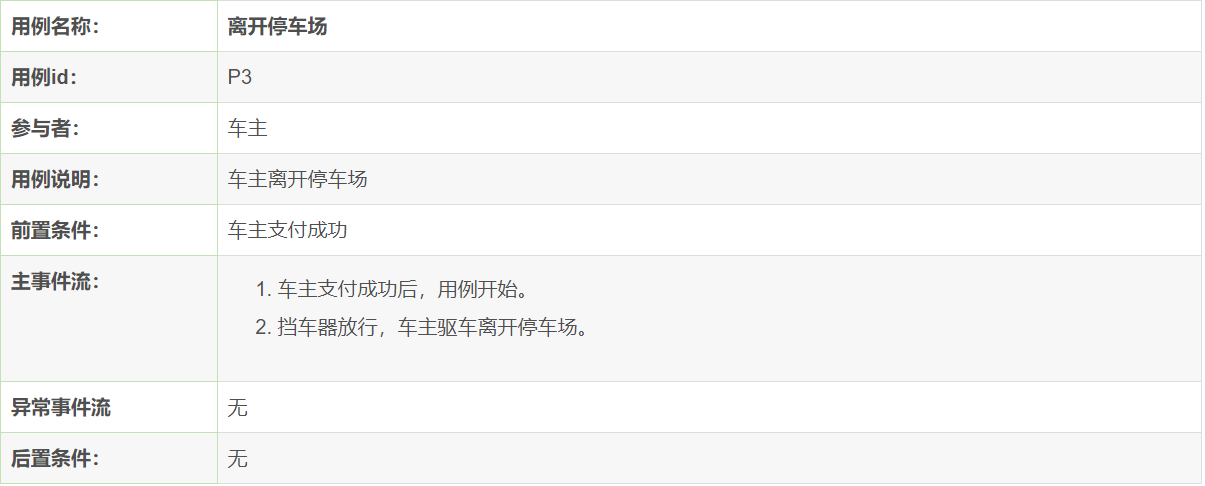 用例名称：
离开停车场
用例id：
P3
参与者：
车主
用例说明：
车主离开停车场
前置条件：
车主支付成功
主事件流：
1. 车主支付成功后，用例开始。
2. 挡车器放行，车主驱车离开停车场。
异常事件流
无
后置条件：
无